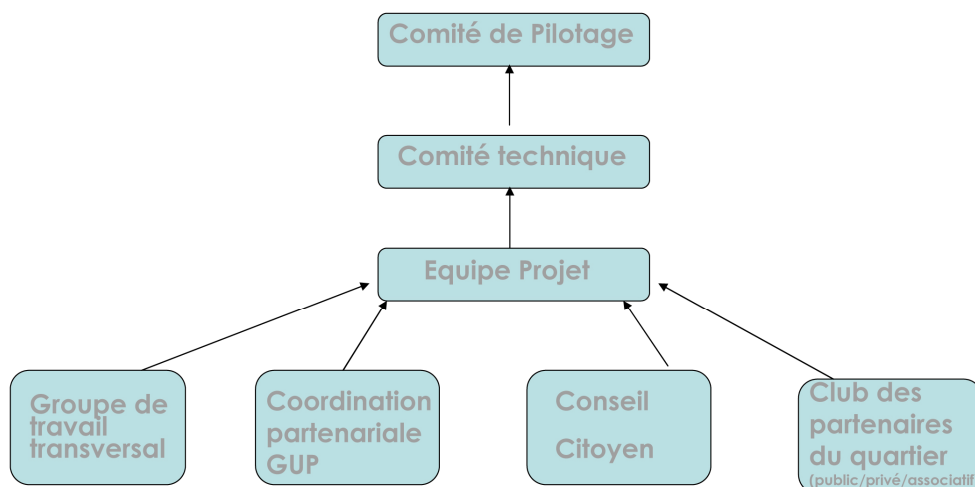 Comité de Pilotage
Comité technique
Equipe Projet
Groupe de
travail
transversal
Coordination
partenariale
GUP
Conseil
Citoyen
Club des
partenaires
du quartier
(public/privé/associatif